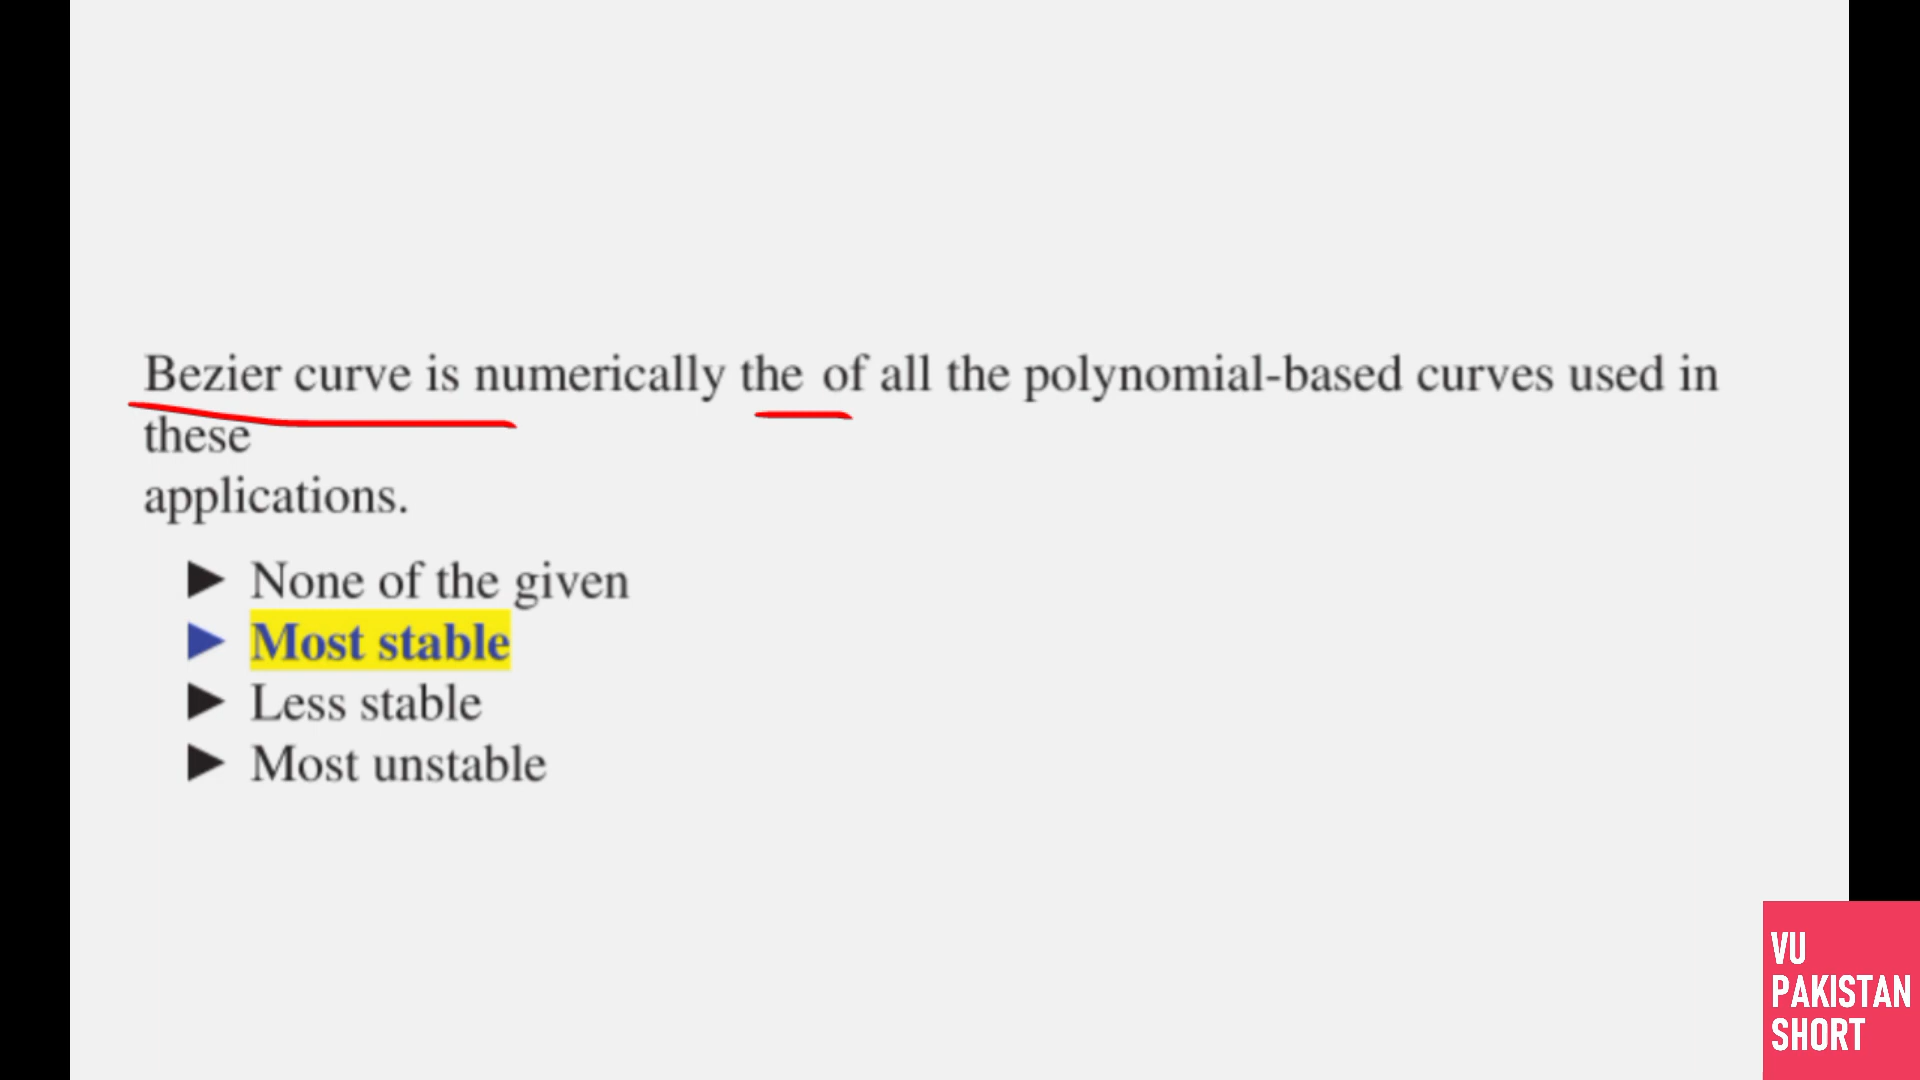 Bezier curve is numerically the of all the polynomial-based curves used in
these
applications.
► None of the given
► Most stable
► Less stable
► Most unstable
VU
PAKISTAN
SHORT